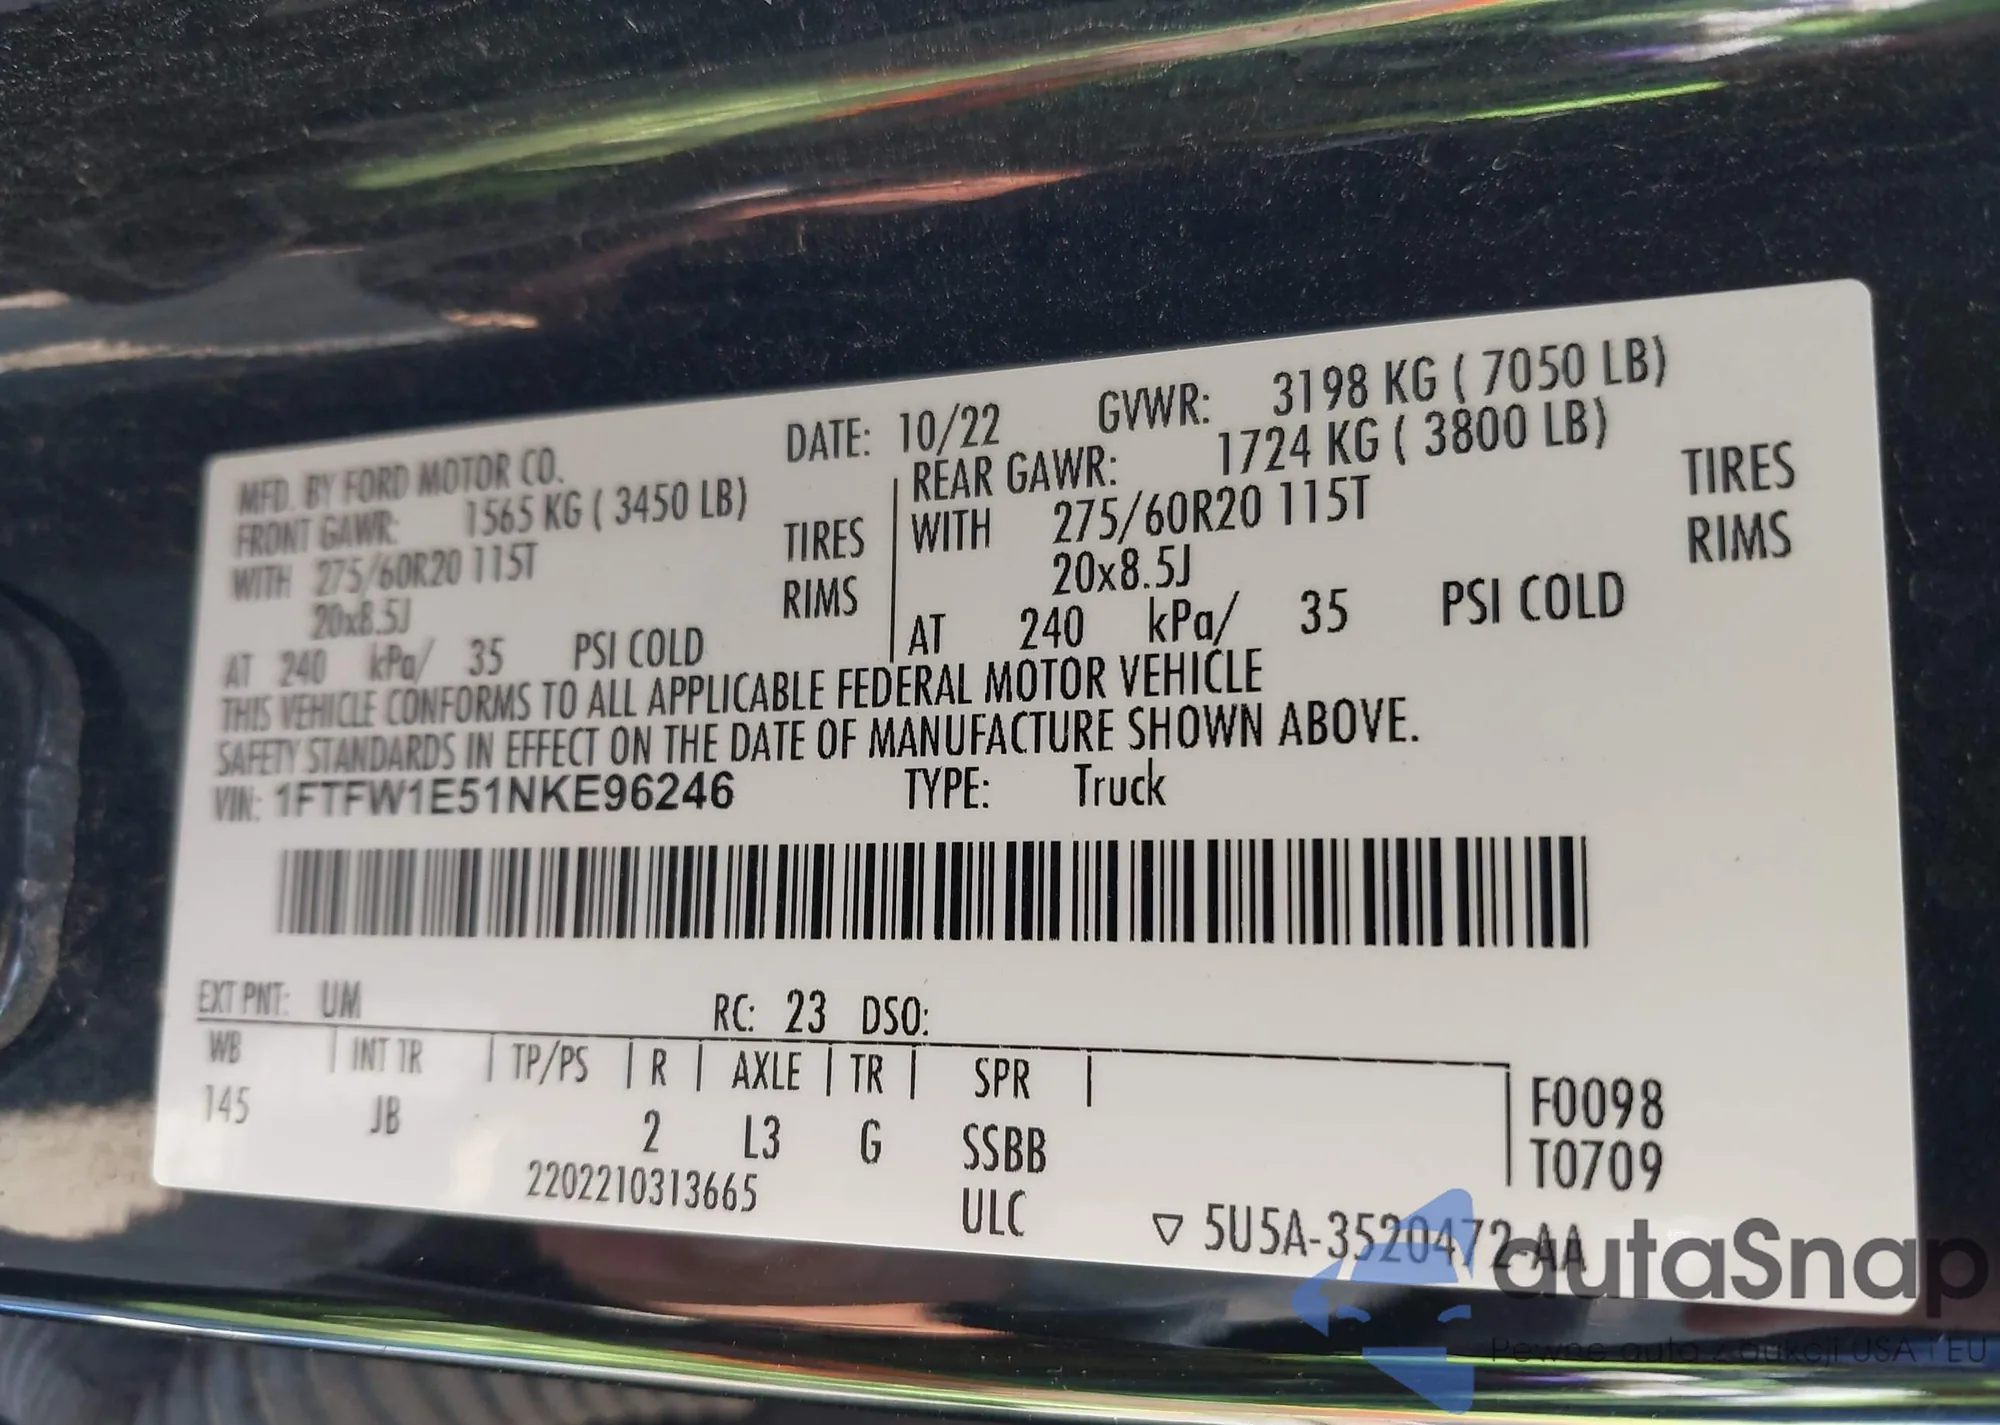 MFD. BY FORD MOTOR CO. DATE: 10/22 GVWR: 3198 KG ( 7050 LB)
FRONT GAWR: 1565 KG ( 3450 LB) REAR GAWR: 1724 KG ( 3800 LB)
WITH 275/60R20 115T TIRES WITH 275/60R20 115T TIRES
20x8.5J RIMS 20x8.5J RIMS
AT 240 kPa/ 35 PSI COLD AT 240 kPa/ 35 PSI COLD
THIS VEHICLE CONFORMS TO ALL APPLICABLE FEDERAL MOTOR VEHICLE
SAFETY STANDARDS IN EFFECT ON THE DATE OF MANUFACTURE SHOWN ABOVE.
VIN: 1FTFW1E51NKE96246 TYPE: Truck
EXT PNT: UM RC: 23 DSO:
WB | INT TR | TP/PS | R | AXLE | TR | SPR |
145 JB 2 L3 G SSBB
F0098
T0709
2202210313665 ULC ▽ 5U5A-3520472-AA
autaSnap
Pewne auta z aukcji USA i EU